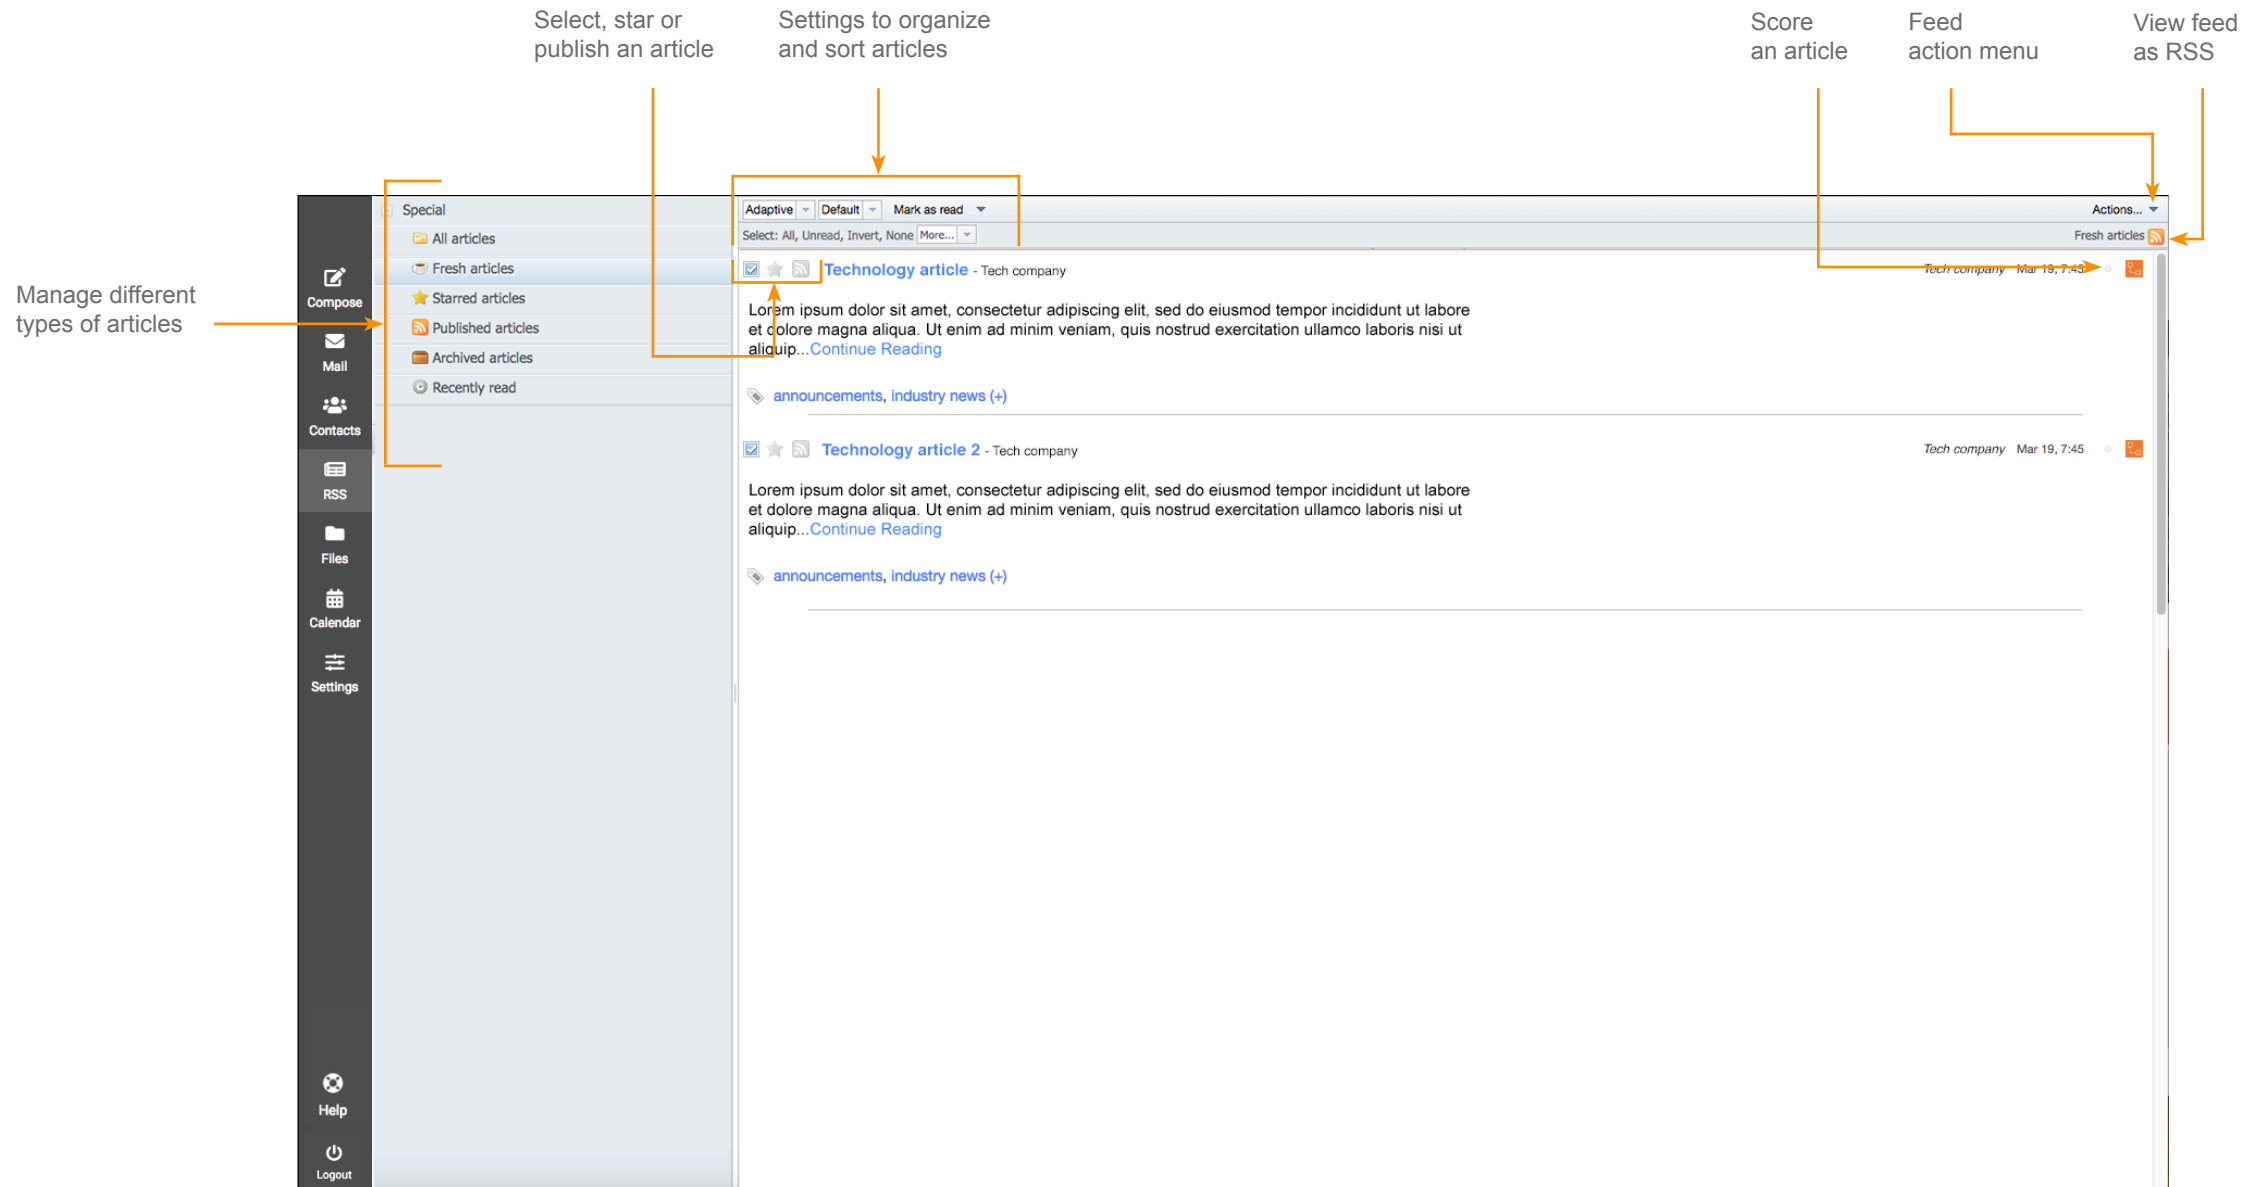 Select, star or
publish an article
Settings to organize
and sort articles
Score
an article
Feed
action menu
View feed
as RSS
Manage different
types of articles
Compose
Mail
Contacts
RSS
Files
Calendar
Settings
Help
Logout
Special
All articles
Fresh articles
Starred articles
Published articles
Archived articles
Recently read
Adaptive Default Mark as read Actions...
Select: All, Unread, Invert, None More... Fresh articles
Technology article - Tech company Tech company Mar 19, 7:45
Lorem ipsum dolor sit amet, consectetur adipiscing elit, sed do eiusmod tempor incididunt ut labore
et dolore magna aliqua. Ut enim ad minim veniam, quis nostrud exercitation ullamco laboris nisi ut
aliquip...Continue Reading
announcements, industry news (+)
Technology article 2 - Tech company Tech company Mar 19, 7:45
Lorem ipsum dolor sit amet, consectetur adipiscing elit, sed do eiusmod tempor incididunt ut labore
et dolore magna aliqua. Ut enim ad minim veniam, quis nostrud exercitation ullamco laboris nisi ut
aliquip...Continue Reading
announcements, industry news (+)